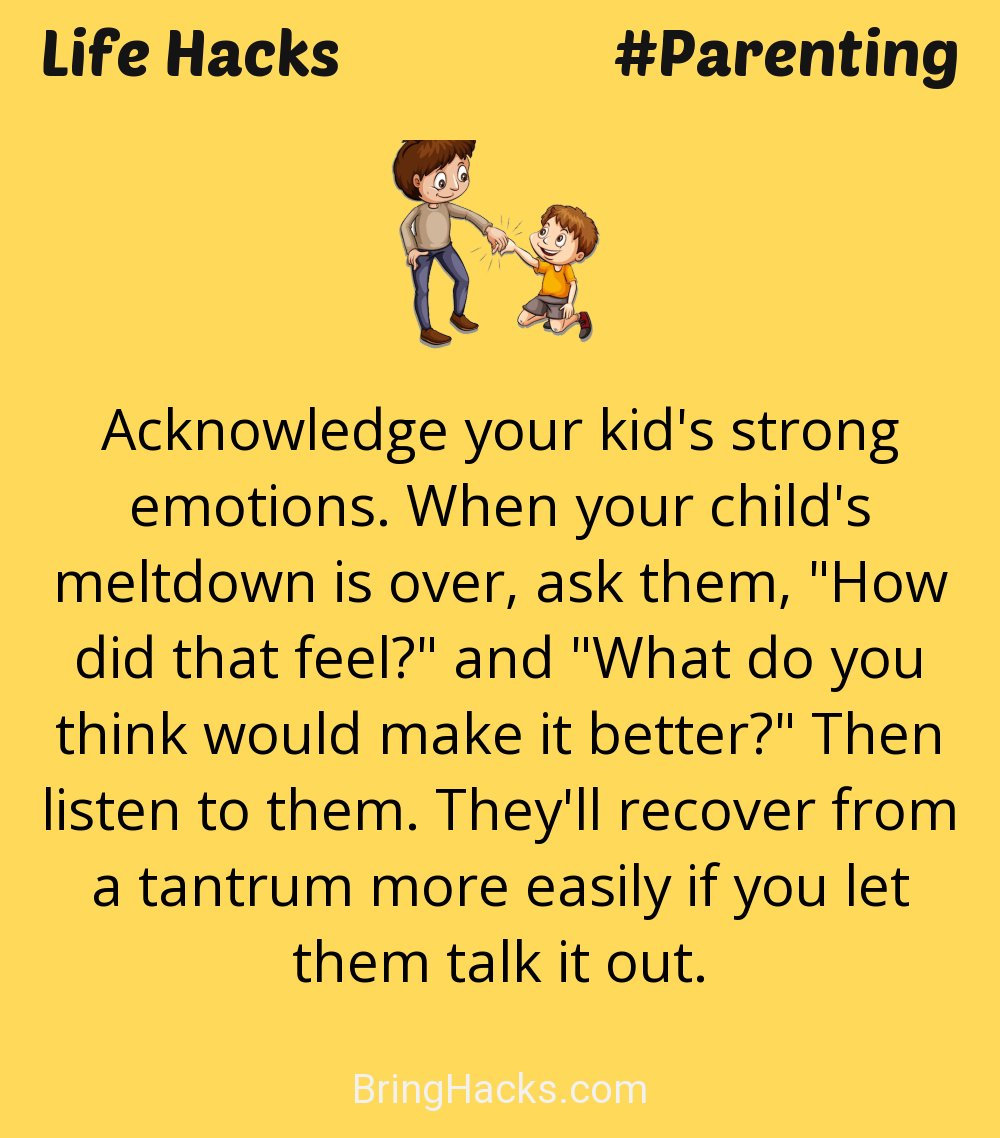 Life Hacks #Parenting
Acknowledge your kid's strong
emotions. When your child's
meltdown is over, ask them, "How
did that feel?" and "What do you
think would make it better?" Then
listen to them. They'll recover from
a tantrum more easily if you let
them talk it out.
BringHacks.com